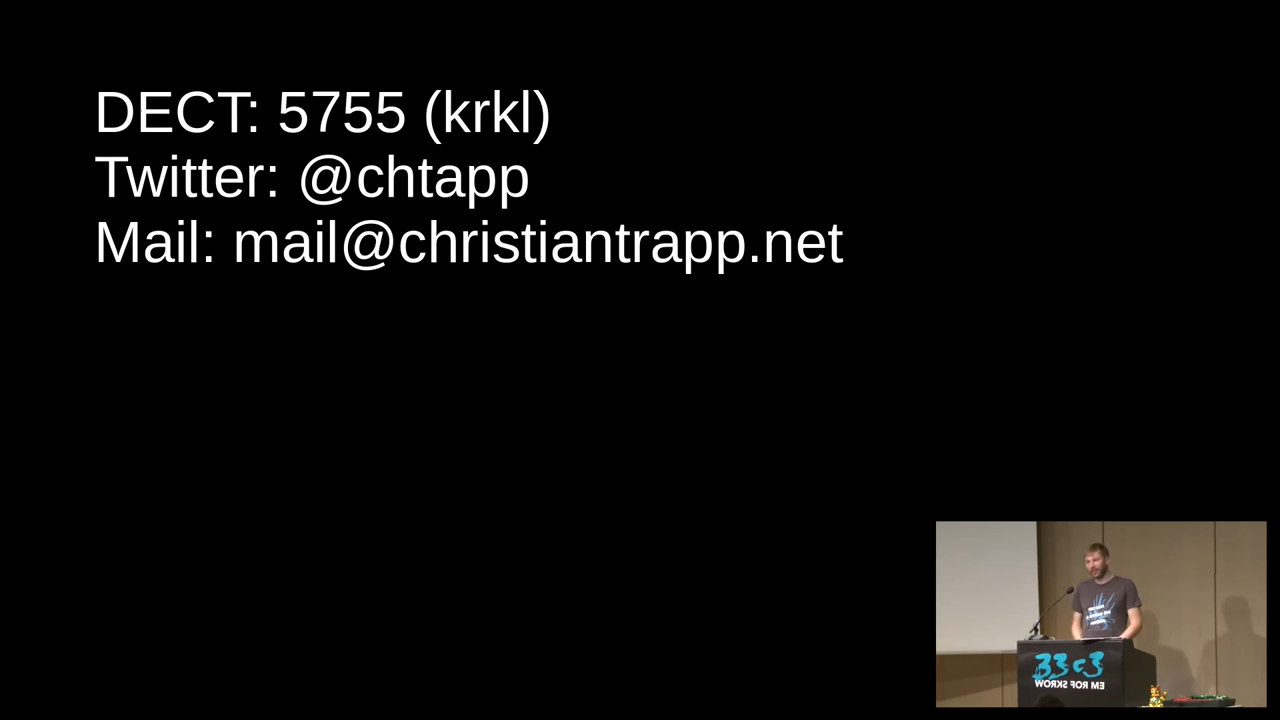 DECT: 5755 (krkl)
Twitter: @chtapp
Mail: mail@christiantrapp.net
33c3
WORKS FOR ME